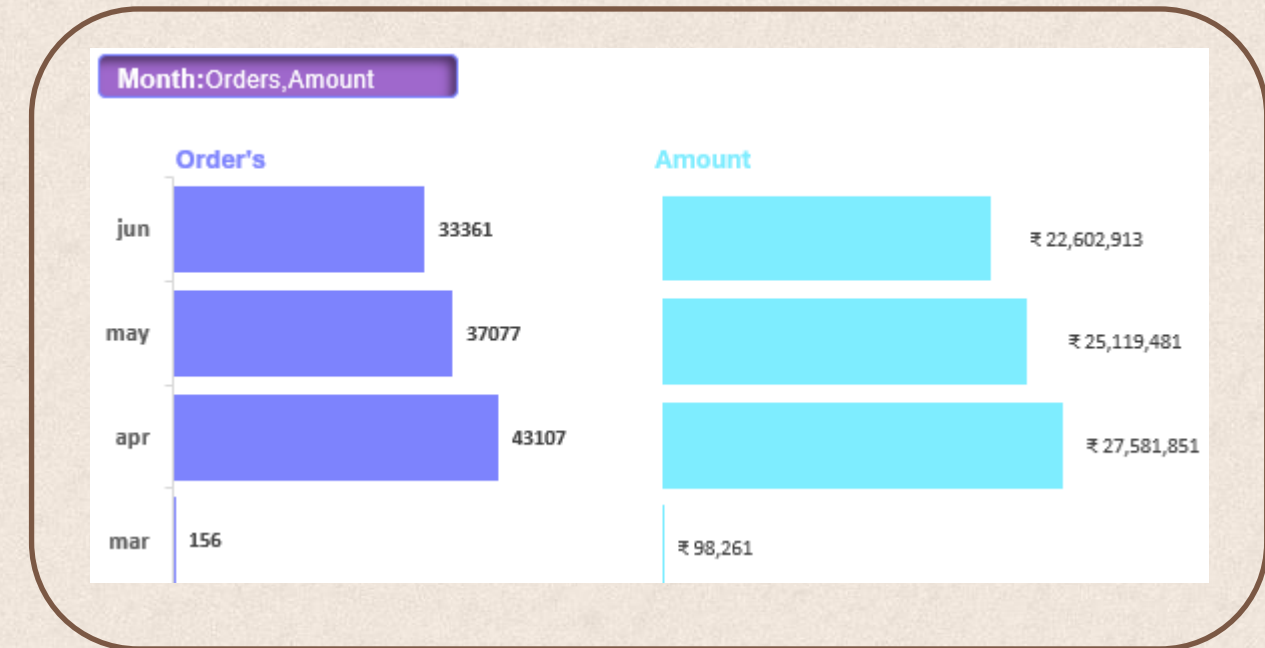 Month:Orders,Amount
Order's Amount
jun 33361 ₹ 22,602,913
may 37077 ₹ 25,119,481
apr 43107 ₹ 27,581,851
mar 156 ₹ 98,261